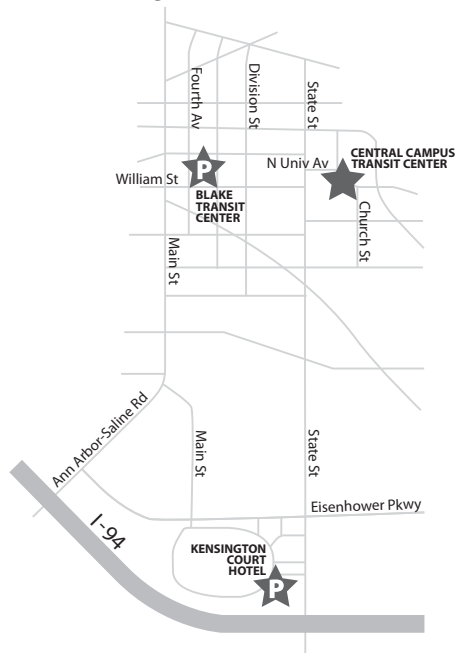 Fourth Av
Division St
State St
N Univ Av
CENTRAL CAMPUS
TRANSIT CENTER
P
William St
BLAKE
TRANSIT
CENTER
Church St
Main St
Ann Arbor-Saline Rd
Main St
State St
Eisenhower Pkwy
I-94
KENSINGTON
COURT
HOTEL
P